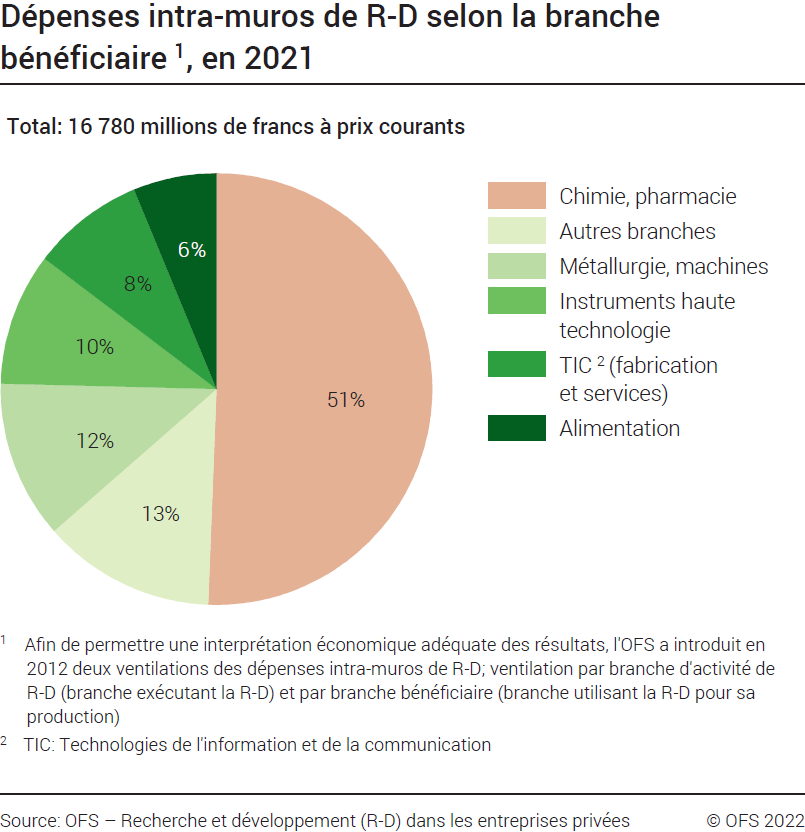 Dépenses intra-muros de R-D selon la branche
bénéficiaire ¹, en 2021
Total: 16 780 millions de francs à prix courants
6%
8%
10%
51%
12%
13%
Chimie, pharmacie
Autres branches
Métallurgie, machines
Instruments haute
technologie
TIC ² (fabrication
et services)
Alimentation
¹ Afin de permettre une interprétation économique adéquate des résultats, l'OFS a introduit en
2012 deux ventilations des dépenses intra-muros de R-D; ventilation par branche d'activité de
R-D (branche exécutant la R-D) et par branche bénéficiaire (branche utilisant la R-D pour sa
production)
² TIC: Technologies de l'information et de la communication
Source: OFS – Recherche et développement (R-D) dans les entreprises privées © OFS 2022